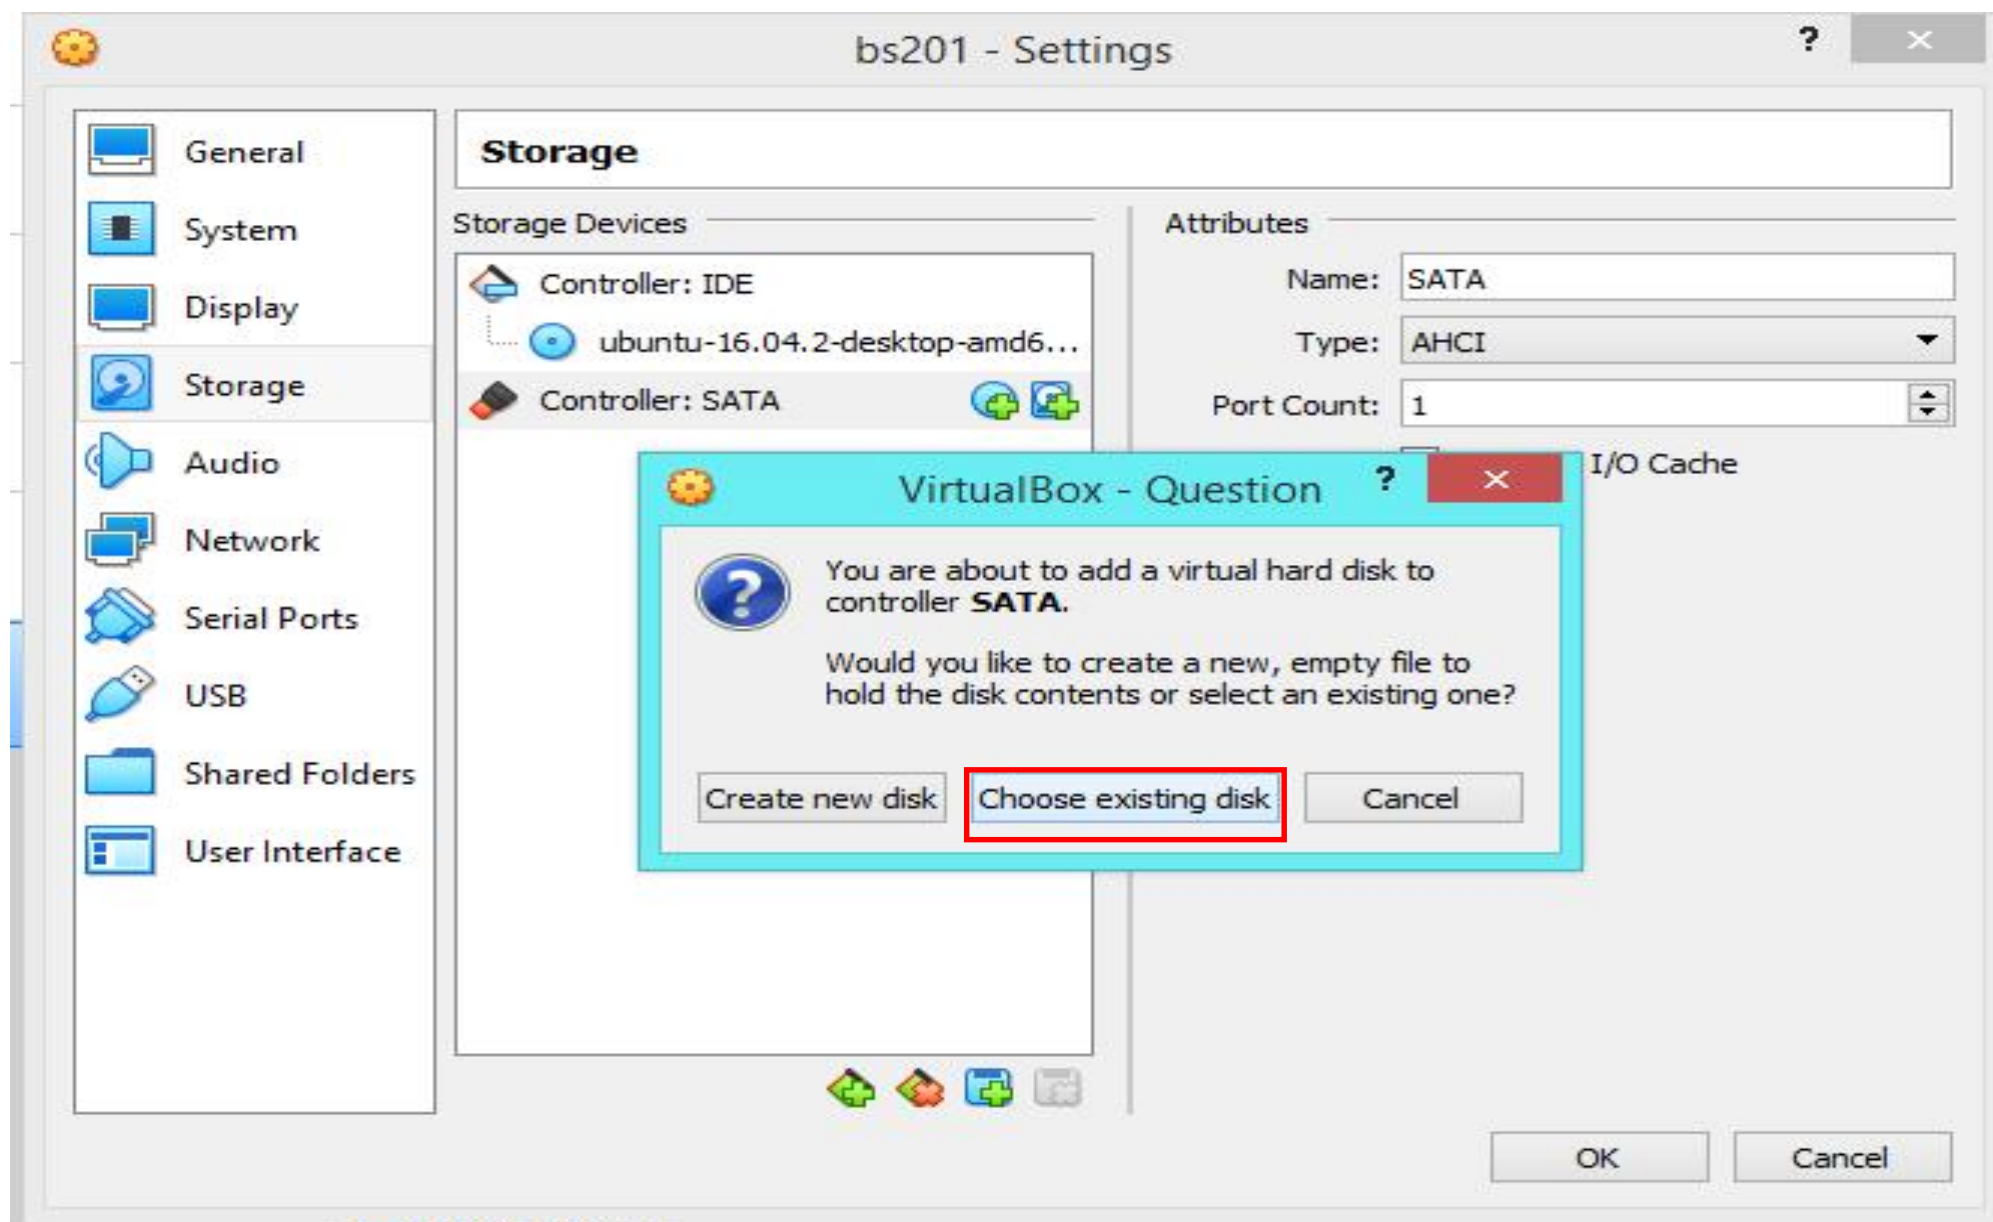 bs201 - Settings
?
General
System
Display
Storage
Audio
Network
Serial Ports
USB
Shared Folders
User Interface
Storage
Storage Devices
Controller: IDE
ubuntu-16.04.2-desktop-amd6...
Controller: SATA
Attributes
Name: SATA
Type: AHCI
Port Count: 1
I/O Cache
VirtualBox - Question ?
You are about to add a virtual hard disk to
controller SATA.
Would you like to create a new, empty file to
hold the disk contents or select an existing one?
Create new disk Choose existing disk Cancel
OK Cancel